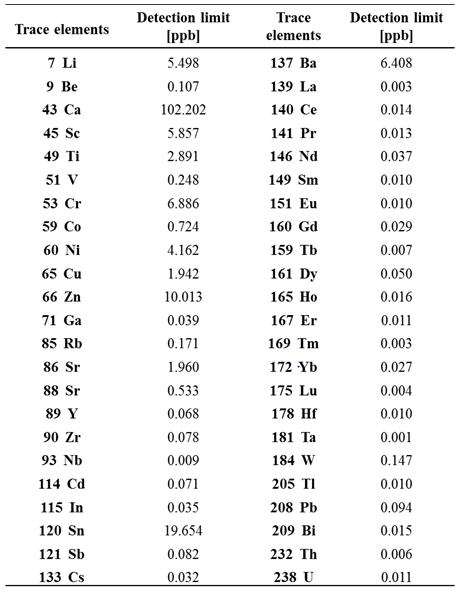 Trace elements Detection limit [ppb] Trace elements Detection limit [ppb]
7 Li 5.498 137 Ba 6.408
9 Be 0.107 139 La 0.003
43 Ca 102.202 140 Ce 0.014
45 Sc 5.857 141 Pr 0.013
49 Ti 2.891 146 Nd 0.037
51 V 0.248 149 Sm 0.010
53 Cr 6.886 151 Eu 0.010
59 Co 0.724 160 Gd 0.029
60 Ni 4.162 159 Tb 0.007
65 Cu 1.942 161 Dy 0.050
66 Zn 10.013 165 Ho 0.016
71 Ga 0.039 167 Er 0.011
85 Rb 0.171 169 Tm 0.003
86 Sr 1.960 172 Yb 0.027
88 Sr 0.533 175 Lu 0.004
89 Y 0.068 178 Hf 0.010
90 Zr 0.078 181 Ta 0.001
93 Nb 0.009 184 W 0.147
114 Cd 0.071 205 Tl 0.010
115 In 0.035 208 Pb 0.094
120 Sn 19.654 209 Bi 0.015
121 Sb 0.082 232 Th 0.006
133 Cs 0.032 238 U 0.011